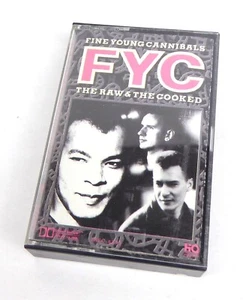 FINE YOUNG CANNIBALS
FYC
THE RAW & THE COOKED